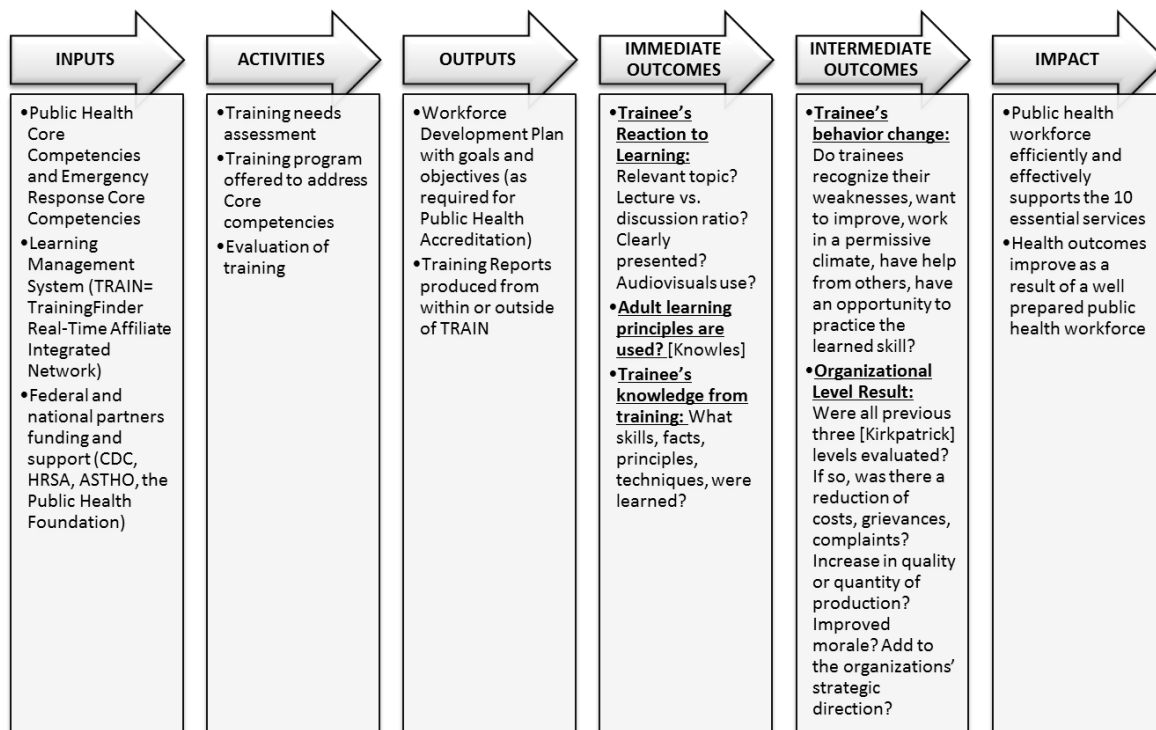 INPUTS
•Public Health
Core
Competencies
and Emergency
Response Core
Competencies
•Learning
Management
System (TRAIN=
TrainingFinder
Real-Time Affiliate
Integrated
Network)
•Federal and
national partners
funding and
support (CDC,
HRSA, ASTHO, the
Public Health
Foundation)
ACTIVITIES
•Training needs
assessment
•Training program
offered to address
Core
competencies
•Evaluation of
training
OUTPUTS
•Workforce
Development Plan
with goals and
objectives (as
required for
Public Health
Accreditation)
•Training Reports
produced from
within or outside
of TRAIN
IMMEDIATE
OUTCOMES
•Trainee’s
Reaction to
Learning:
Relevant topic?
Lecture vs.
discussion ratio?
Clearly
presented?
Audiovisuals use?
•Adult learning
principles are
used? [Knowles]
•Trainee’s
knowledge from
training: What
skills, facts,
principles,
techniques, were
learned?
INTERMEDIATE
OUTCOMES
•Trainee’s
behavior change:
Do trainees
recognize their
weaknesses, want
to improve, work
in a permissive
climate, have help
from others, have
an opportunity to
practice the
learned skill?
•Organizational
Level Result:
Were all previous
three [Kirkpatrick]
levels evaluated?
If so, was there a
reduction of
costs, grievances,
complaints?
Increase in quality
or quantity of
production?
Improved
morale? Add to
the organizations’
strategic
direction?
IMPACT
•Public health
workforce
efficiently and
effectively
supports the 10
essential services
•Health outcomes
improve as a
result of a well
prepared public
health workforce